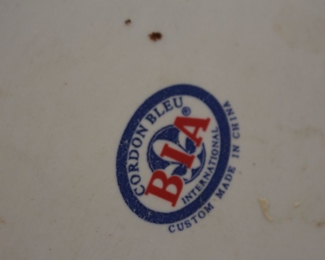 CORDON BLEU
BIA®
INTERNATIONAL
CUSTOM MADE IN CHINA